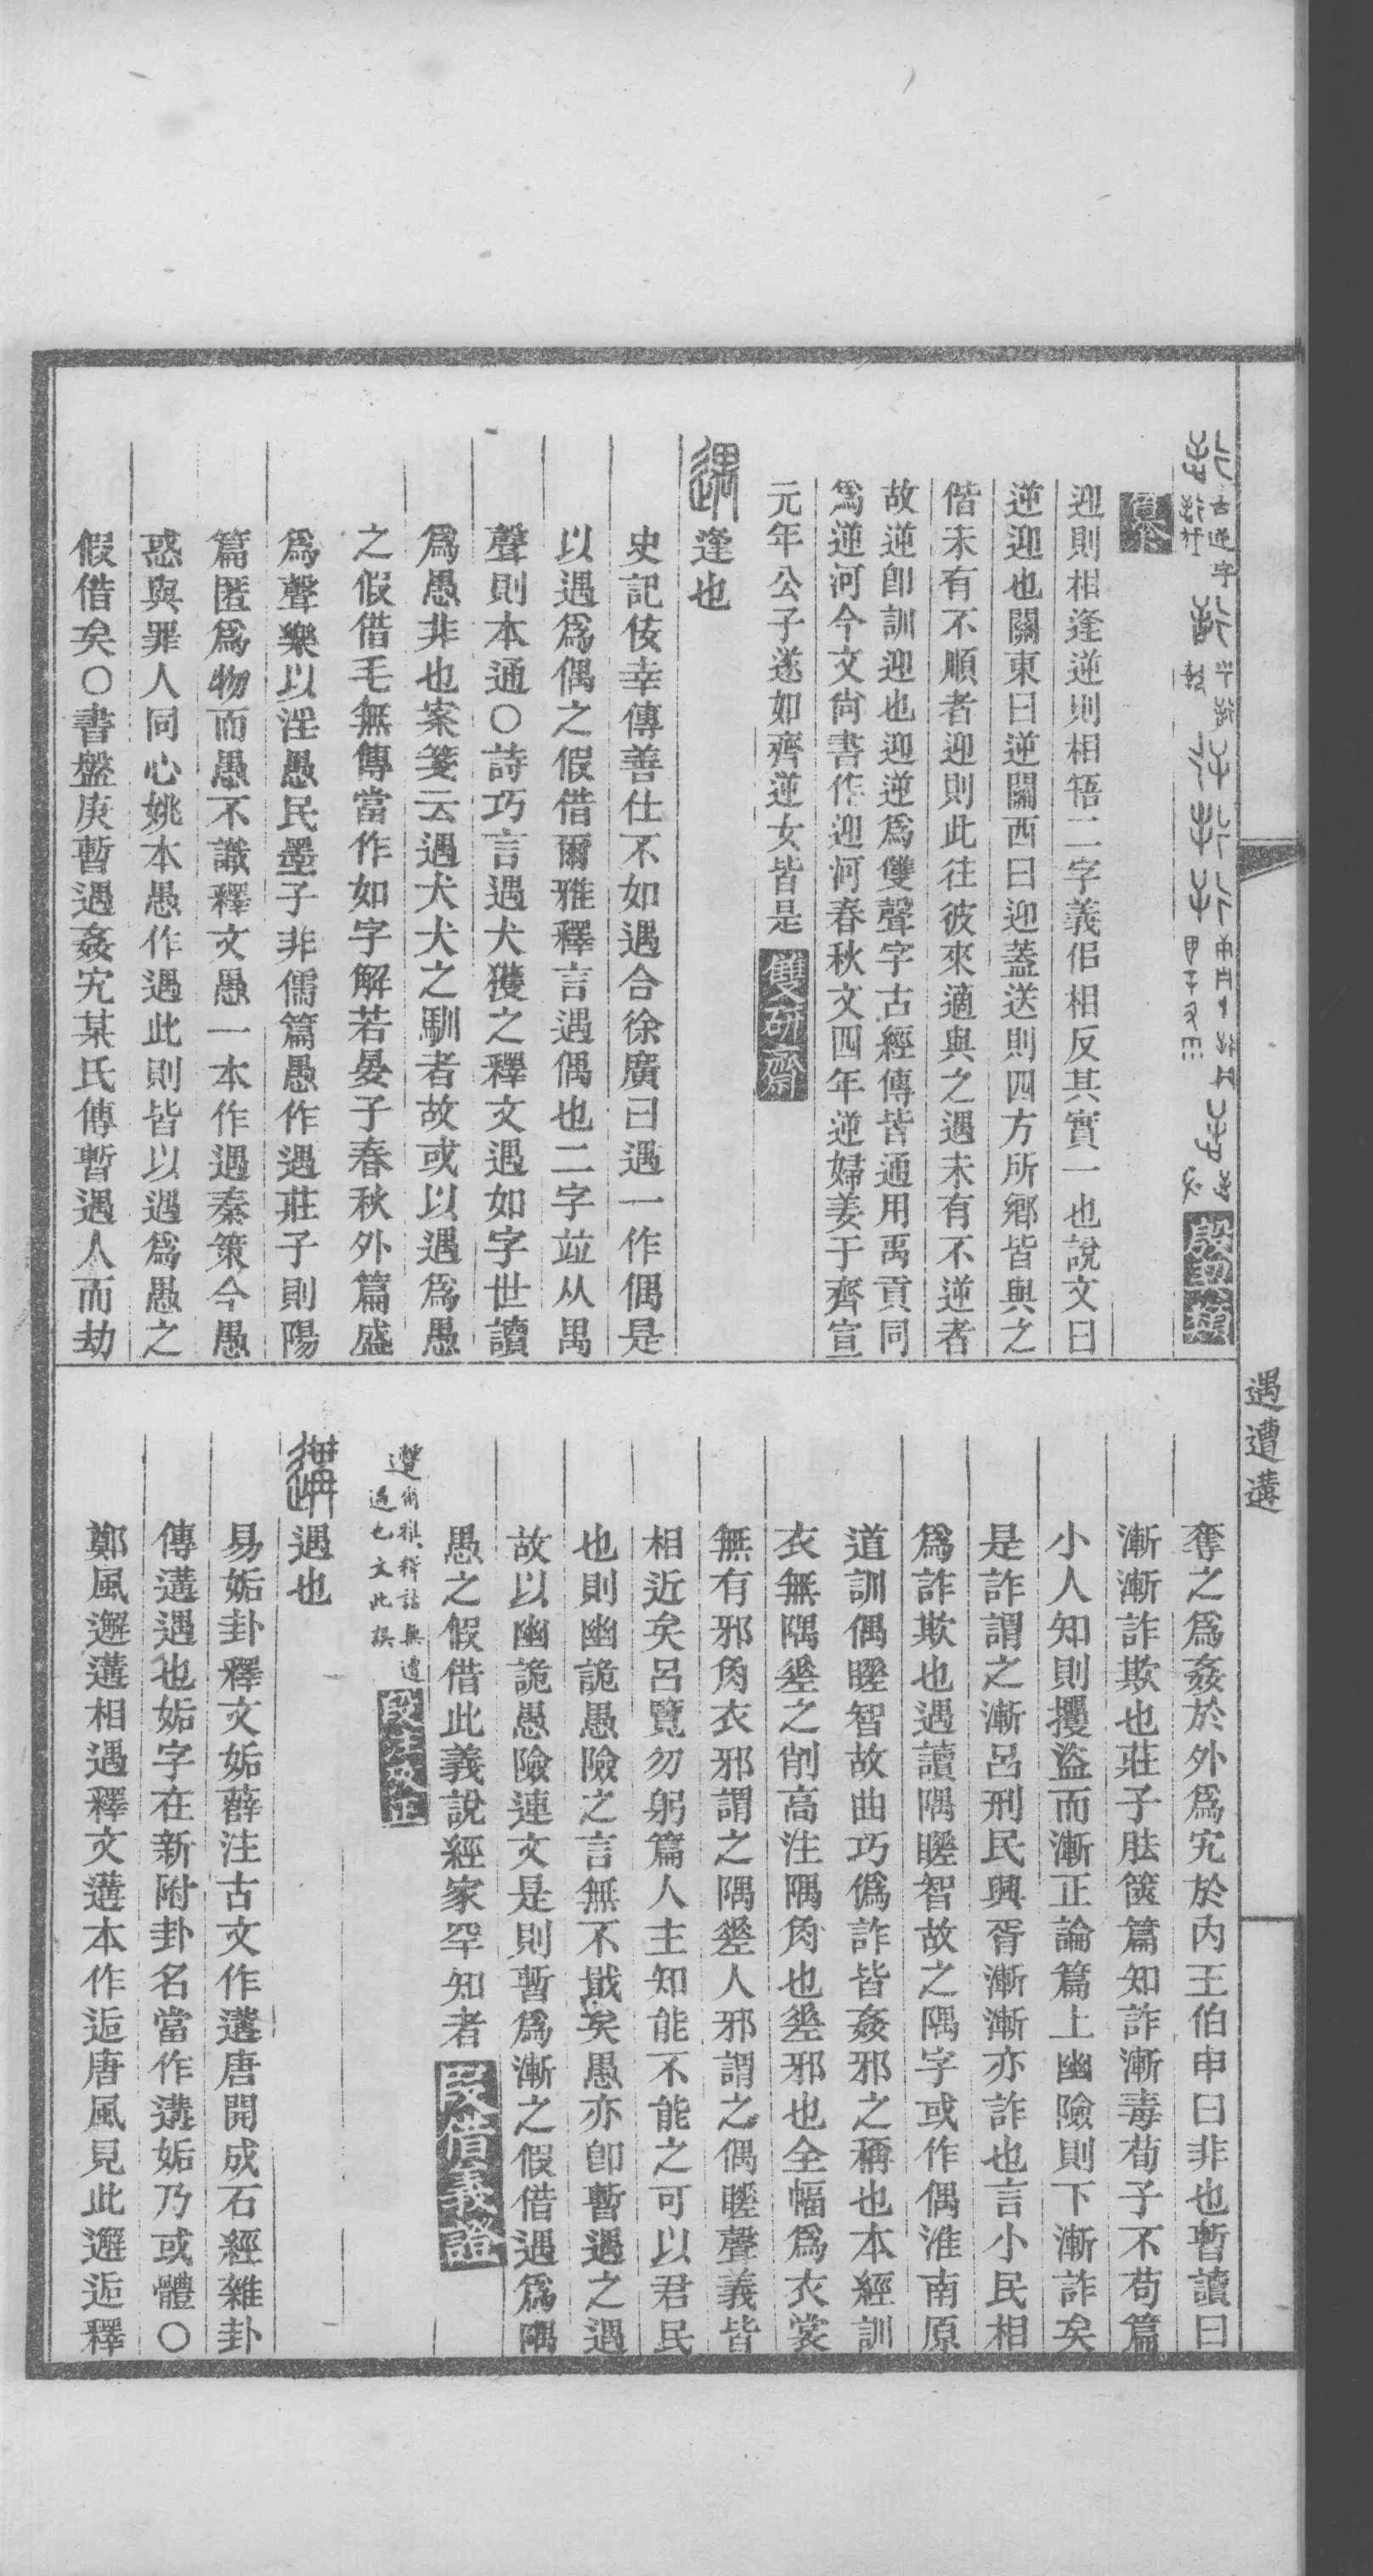 古逆字
殷
迎則相逢逆則相啎二字義佀相反其實一也說文曰
逆迎也關東曰逆關西曰迎蓋送則四方所鄉皆與之
偕未有不順者迎則此往彼來適與之遇未有不逆者
故逆卽訓迎也迎逆爲雙聲字古經傳皆通用禹貢同
爲逆河今文尙書作迎河春秋文四年逆婦姜于齊宣
元年公子遂如齊逆女皆是 雙研齋
逢也
史記佞幸傳善仕不如遇合徐廣曰遇一作偶是
以遇爲偶之假借爾雅釋言遇偶也二字竝从禺
聲則本通○詩巧言遇犬獲之釋文遇如字世讀
爲愚非也案箋云遇犬犬之馴者故或以遇爲愚
之假借毛無傳當作如字解若晏子春秋外篇盛
爲聲樂以淫愚民墨子非儒篇愚作遇莊子則陽
篇匿爲物而愚不識釋文愚一本作遇秦策今愚
惑與罪人同心姚本愚作遇此則皆以遇爲愚之
假借矣○書盤庚暫遇姦宄某氏傳暫遇人而劫
遇遭遘
奪之爲姦於外爲宄於内王伯申曰非也暫讀曰
漸漸詐欺也莊子胠篋篇知詐漸毒荀子不苟篇
小人知則攫盜而漸正論篇上幽險則下漸詐矣
是詐謂之漸呂刑民興胥漸漸亦詐也言小民相
爲詐欺也遇讀隅䁟智故之隅字或作偶淮南原
道訓偶䁟智故曲巧僞詐皆姦邪之稱也本經訓
衣無隅差之削高注隅角也差邪也全幅爲衣裳
無有邪角衣邪謂之隅差人邪謂之偶䁟聲義皆
相近矣呂覽勿躬篇人主知能不能之可以君民
也則幽詭愚險之言無不戢矣愚亦卽暫遇之遇
故以幽詭愚險連文是則暫爲漸之假借遇爲隅
愚之假借此義說經家罕知者 段借義證
爾雅釋詁無遭
遇也文此誤
遇也
易姤卦釋文姤薛注古文作遘唐開成石經雜卦
傳遘遇也姤字在新附卦名當作遘姤乃或體○
鄭風邂遘相遇釋文遘本作逅唐風見此邂逅釋